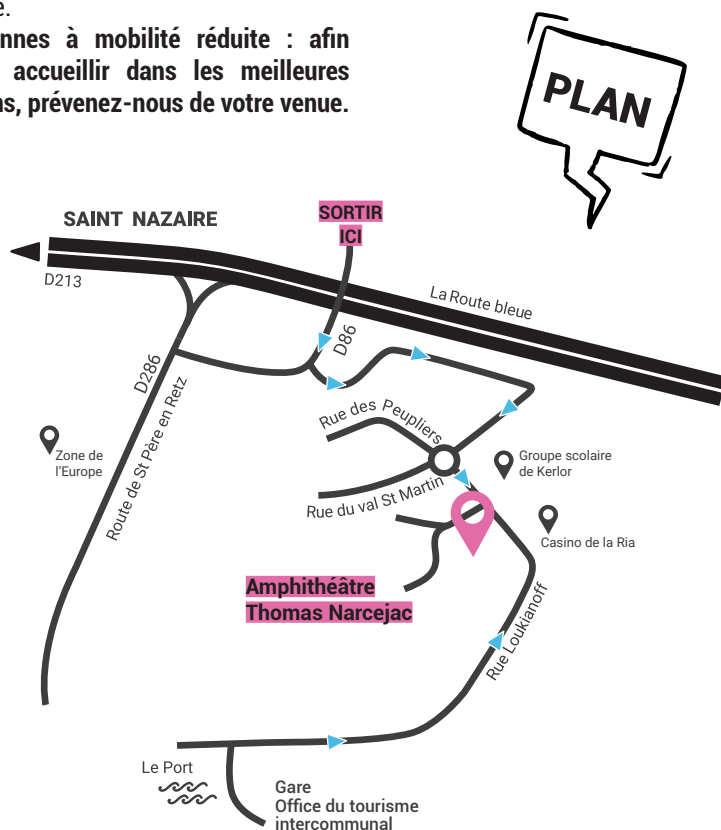 nnes à mobilité réduite : afin
accueillir dans les meilleures
ns, prévenez-nous de votre venue.
PLAN
SAINT NAZAIRE
SORTIR
ICI
D213
La Route bleue
D86
D286
Route de St Père en Retz
Rue des Peupliers
Zone de
l'Europe
Groupe scolaire
de Kerlor
Rue du val St Martin
Casino de la Ria
Amphithéâtre
Thomas Narcejac
Rue Loukianoff
Le Port
Gare
Office du tourisme
intercommunal